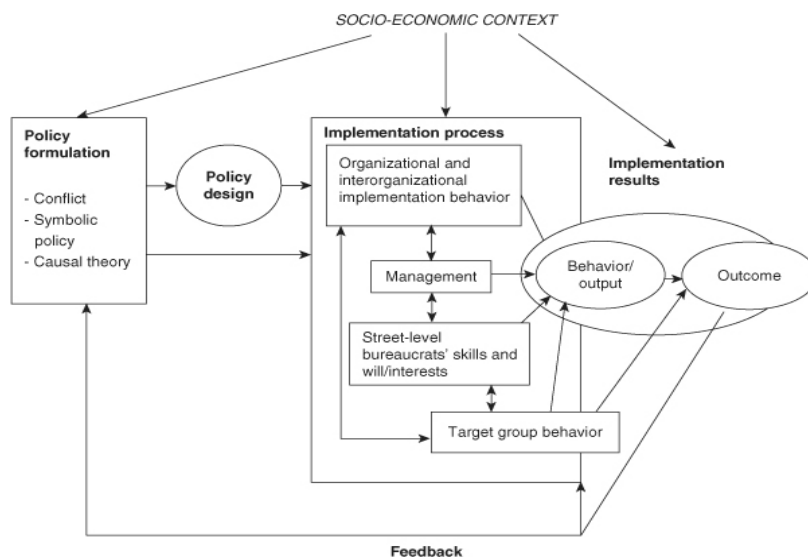 SOCIO-ECONOMIC CONTEXT
Policy
formulation
- Conflict
- Symbolic
policy
- Causal theory
Policy
design
Implementation process
Organizational and
interorganizational
implementation behavior
Management
Street-level
bureaucrats' skills and
will/interests
Target group behavior
Implementation
results
Behavior/
output
Outcome
Feedback